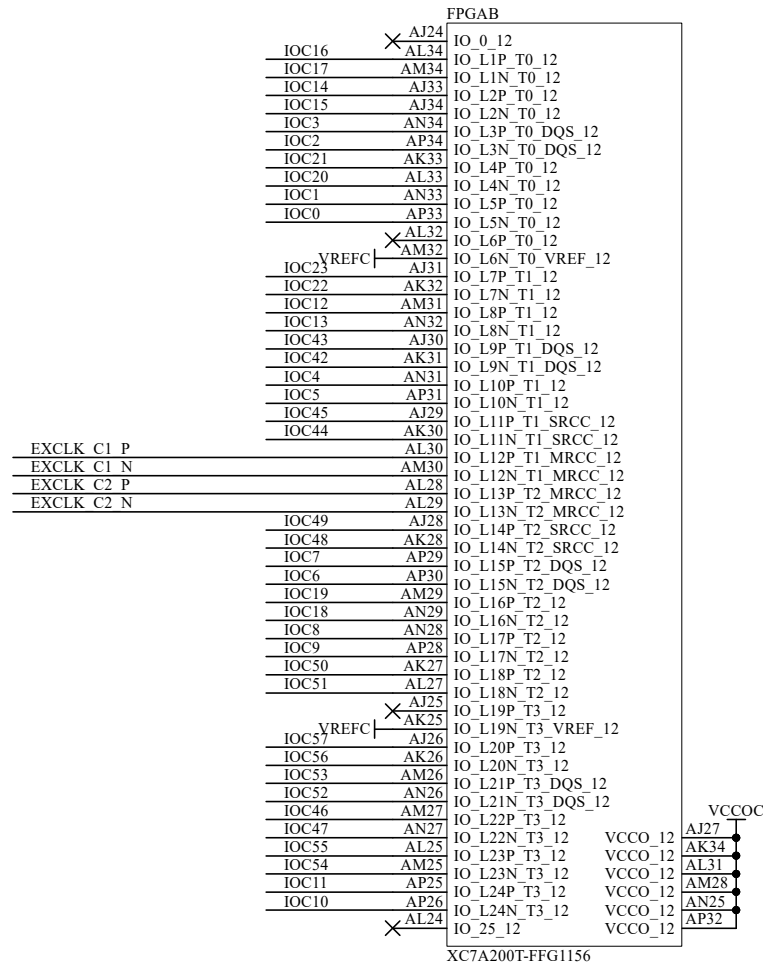 FPGAB
AJ24 IO_0_12
IOC16 AL34 IO_L1P_T0_12
IOC17 AM34 IO_L1N_T0_12
IOC14 AJ33 IO_L2P_T0_12
IOC15 AJ34 IO_L2N_T0_12
IOC3 AN34 IO_L3P_T0_DQS_12
IOC2 AP34 IO_L3N_T0_DQS_12
IOC21 AK33 IO_L4P_T0_12
IOC20 AL33 IO_L4N_T0_12
IOC1 AN33 IO_L5P_T0_12
IOC0 AP33 IO_L5N_T0_12
AL32 IO_L6P_T0_12
VREFC AM32 IO_L6N_T0_VREF_12
IOC23 AJ31 IO_L7P_T1_12
IOC22 AK32 IO_L7N_T1_12
IOC12 AM31 IO_L8P_T1_12
IOC13 AN32 IO_L8N_T1_12
IOC43 AJ30 IO_L9P_T1_DQS_12
IOC42 AK31 IO_L9N_T1_DQS_12
IOC4 AN31 IO_L10P_T1_12
IOC5 AP31 IO_L10N_T1_12
IOC45 AJ29 IO_L11P_T1_SRCC_12
IOC44 AK30 IO_L11N_T1_SRCC_12
EXCLK_C1_P AL30 IO_L12P_T1_MRCC_12
EXCLK_C1_N AM30 IO_L12N_T1_MRCC_12
EXCLK_C2_P AL28 IO_L13P_T2_MRCC_12
EXCLK_C2_N AL29 IO_L13N_T2_MRCC_12
IOC49 AJ28 IO_L14P_T2_SRCC_12
IOC48 AK28 IO_L14N_T2_SRCC_12
IOC7 AP29 IO_L15P_T2_DQS_12
IOC6 AP30 IO_L15N_T2_DQS_12
IOC19 AM29 IO_L16P_T2_12
IOC18 AN29 IO_L16N_T2_12
IOC8 AN28 IO_L17P_T2_12
IOC9 AP28 IO_L17N_T2_12
IOC50 AK27 IO_L18P_T2_12
IOC51 AL27 IO_L18N_T2_12
AJ25 IO_L19P_T3_12
VREFC AK25 IO_L19N_T3_VREF_12
IOC57 AJ26 IO_L20P_T3_12
IOC56 AK26 IO_L20N_T3_12
IOC53 AM26 IO_L21P_T3_DQS_12
IOC52 AN26 IO_L21N_T3_DQS_12
VCCOC
IOC46 AM27 IO_L22P_T3_12
IOC47 AN27 IO_L22N_T3_12 VCCO_12 AJ27
IOC55 AL25 IO_L23P_T3_12 VCCO_12 AK34
IOC54 AM25 IO_L23N_T3_12 VCCO_12 AL31
IOC11 AP25 IO_L24P_T3_12 VCCO_12 AM28
IOC10 AP26 IO_L24N_T3_12 VCCO_12 AN25
AL24 IO_25_12 VCCO_12 AP32
XC7A200T-FFG1156